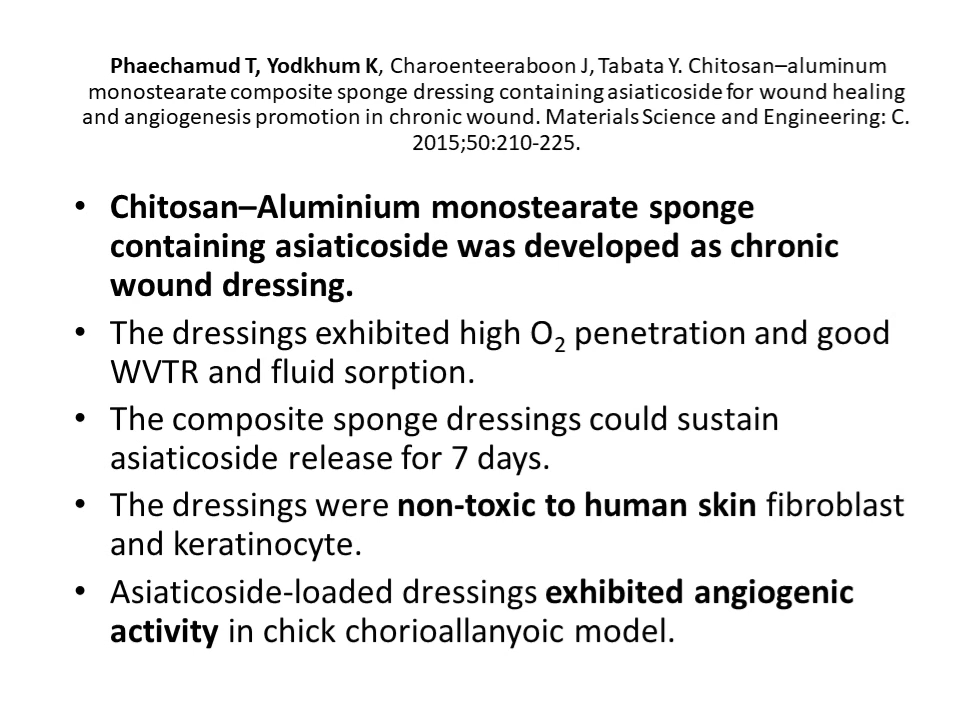 Phaechamud T, Yodkhum K, Charoenteeraboon J, Tabata Y. Chitosan–aluminum
monostearate composite sponge dressing containing asiaticoside for wound healing
and angiogenesis promotion in chronic wound. Materials Science and Engineering: C.
2015;50:210-225.
• Chitosan–Aluminium monostearate sponge
containing asiaticoside was developed as chronic
wound dressing.
• The dressings exhibited high O₂ penetration and good
WVTR and fluid sorption.
• The composite sponge dressings could sustain
asiaticoside release for 7 days.
• The dressings were non-toxic to human skin fibroblast
and keratinocyte.
• Asiaticoside-loaded dressings exhibited angiogenic
activity in chick chorioallanyoic model.